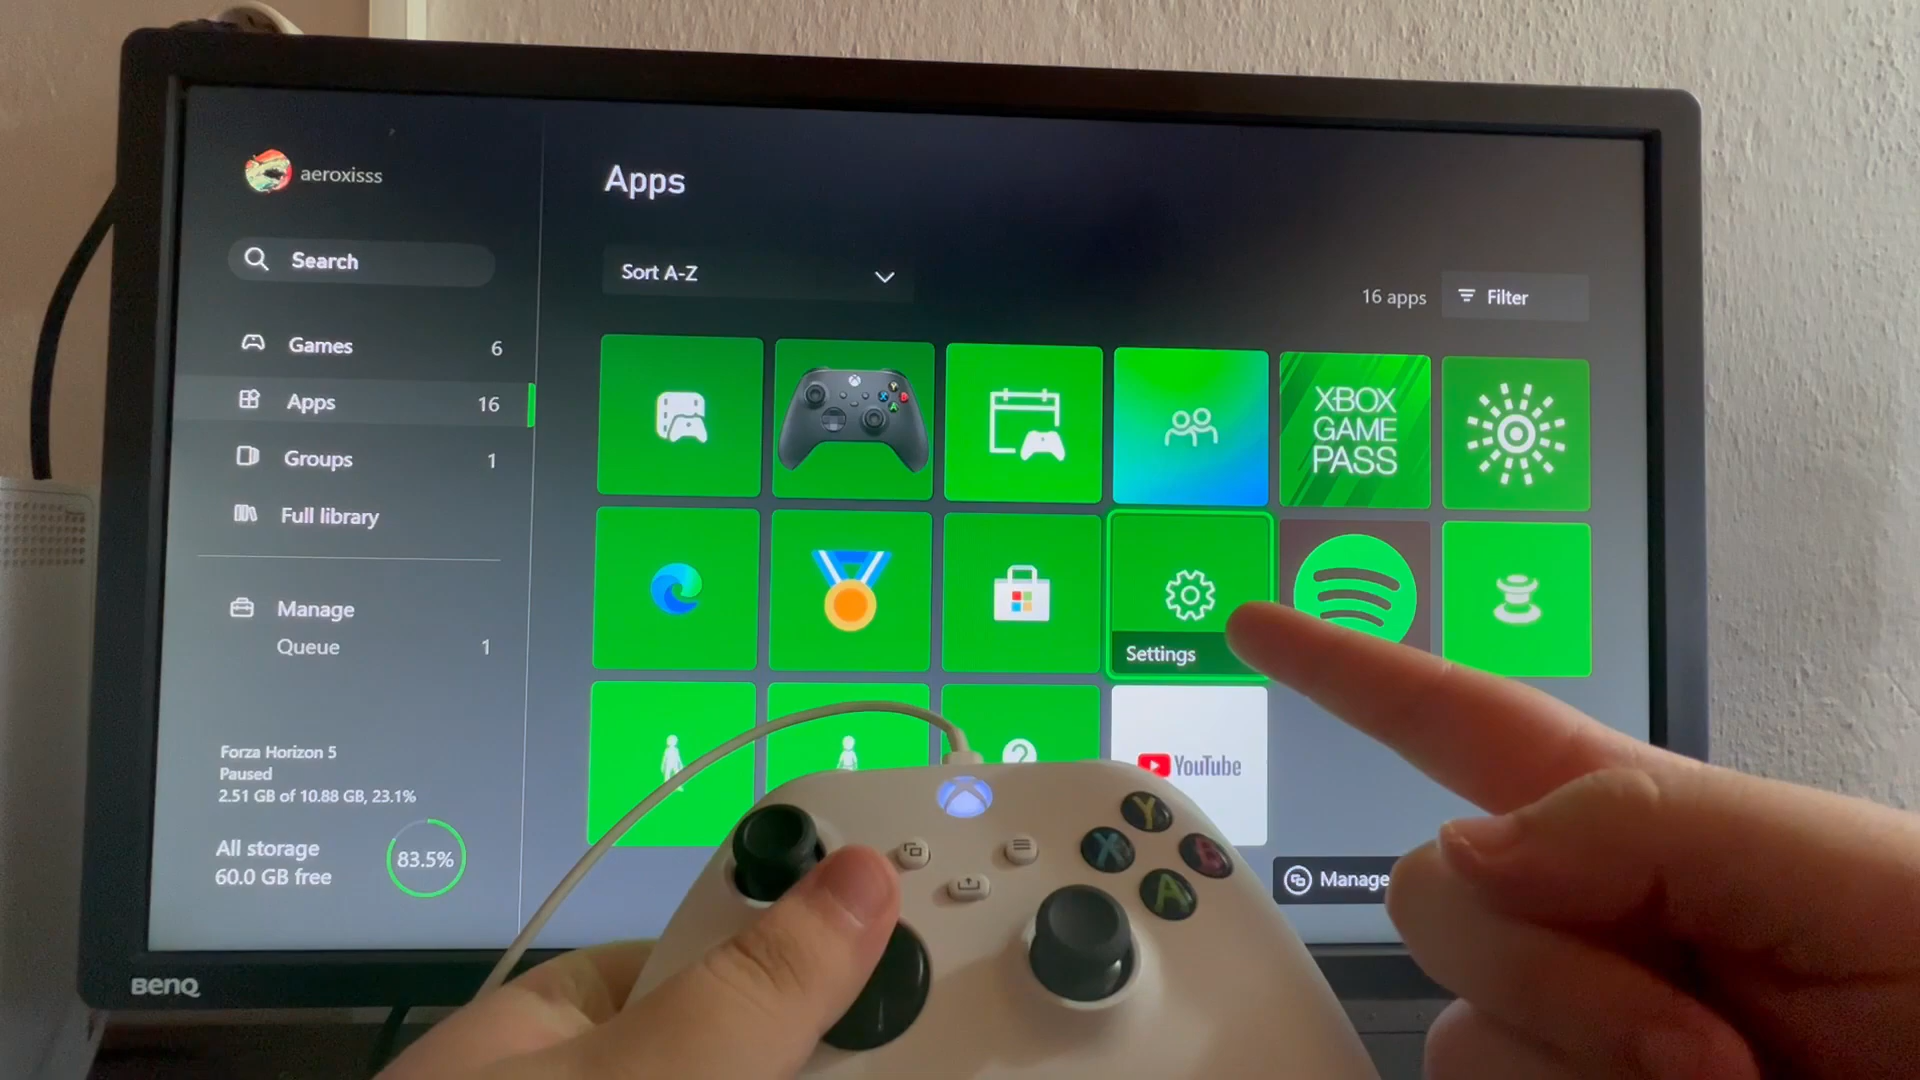 aeroxisss
Search
Games 6
Apps 16
Groups 1
Full library
Manage
Queue 1
Forza Horizon 5
Paused
2.51 GB of 10.88 GB, 23.1%
All storage
60.0 GB free
83.5%
Apps
Sort A-Z
16 apps
Filter
XBOX
GAME
PASS
Settings
?
YouTube
Manage
Y
X
B
A
BenQ